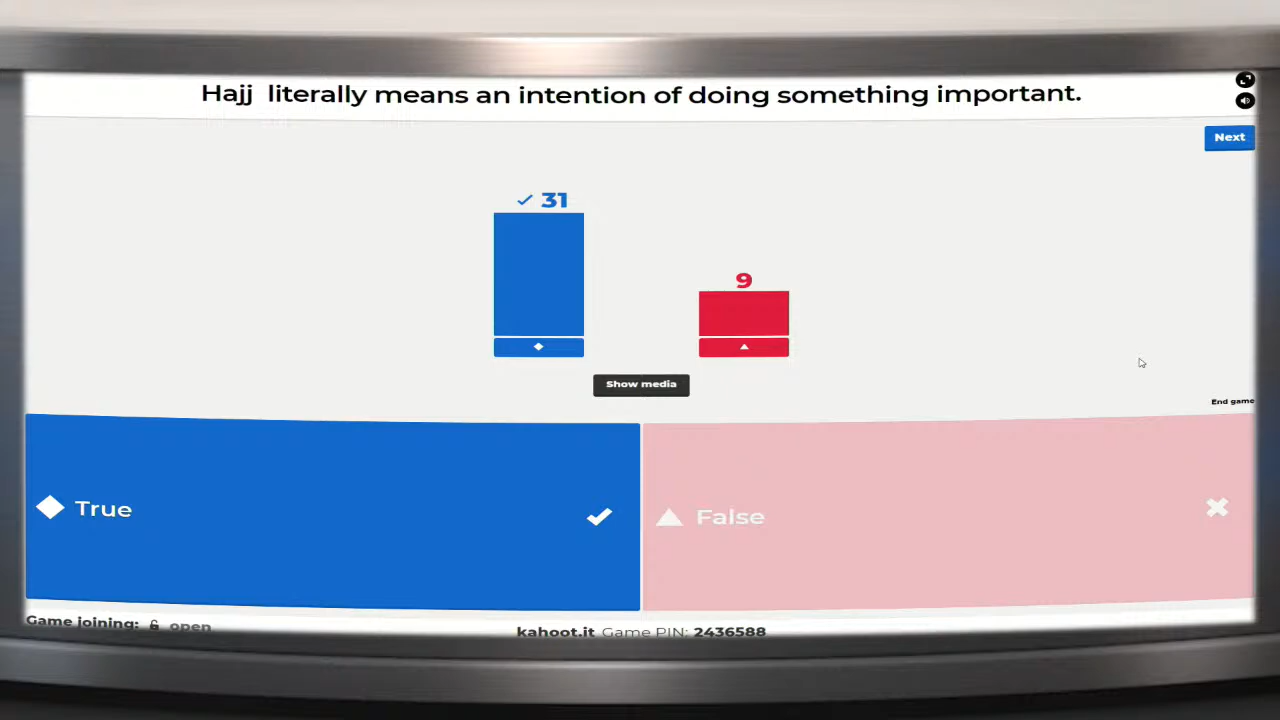 Hajj literally means an intention of doing something important.
Next
31
9
Show media
End game
True
False
Game joining: open
kahoot.it Game PIN: 2436588